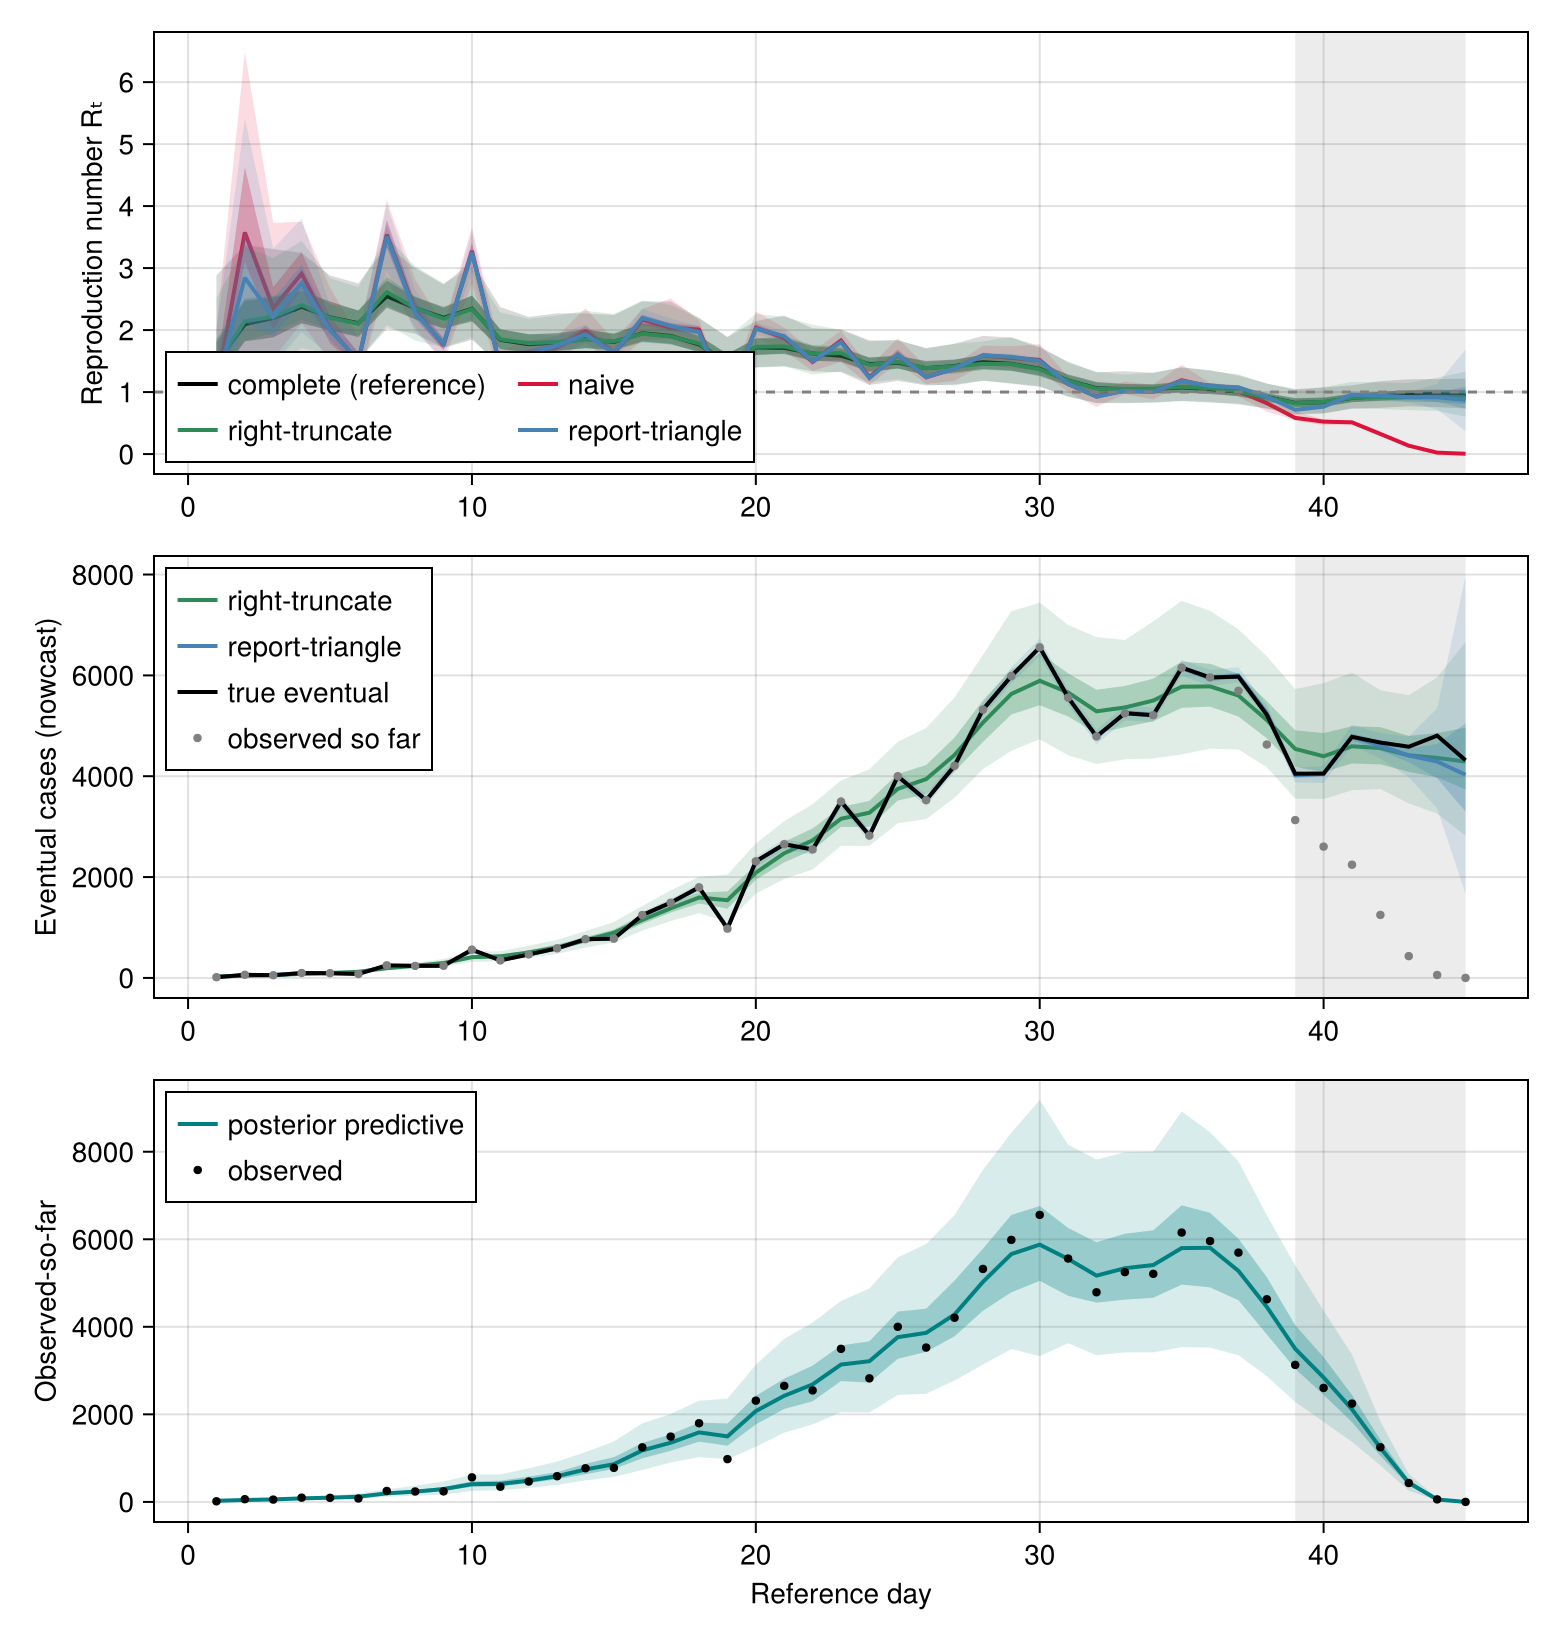 Reproduction number Rₜ
6
5
4
3
2
1
0
complete (reference)
naive
right-truncate
report-triangle
0 10 20 30 40
Eventual cases (nowcast)
8000
6000
4000
2000
0
right-truncate
report-triangle
true eventual
observed so far
0 10 20 30 40
Observed-so-far
8000
6000
4000
2000
0
posterior predictive
observed
0 10 20 30 40
Reference day